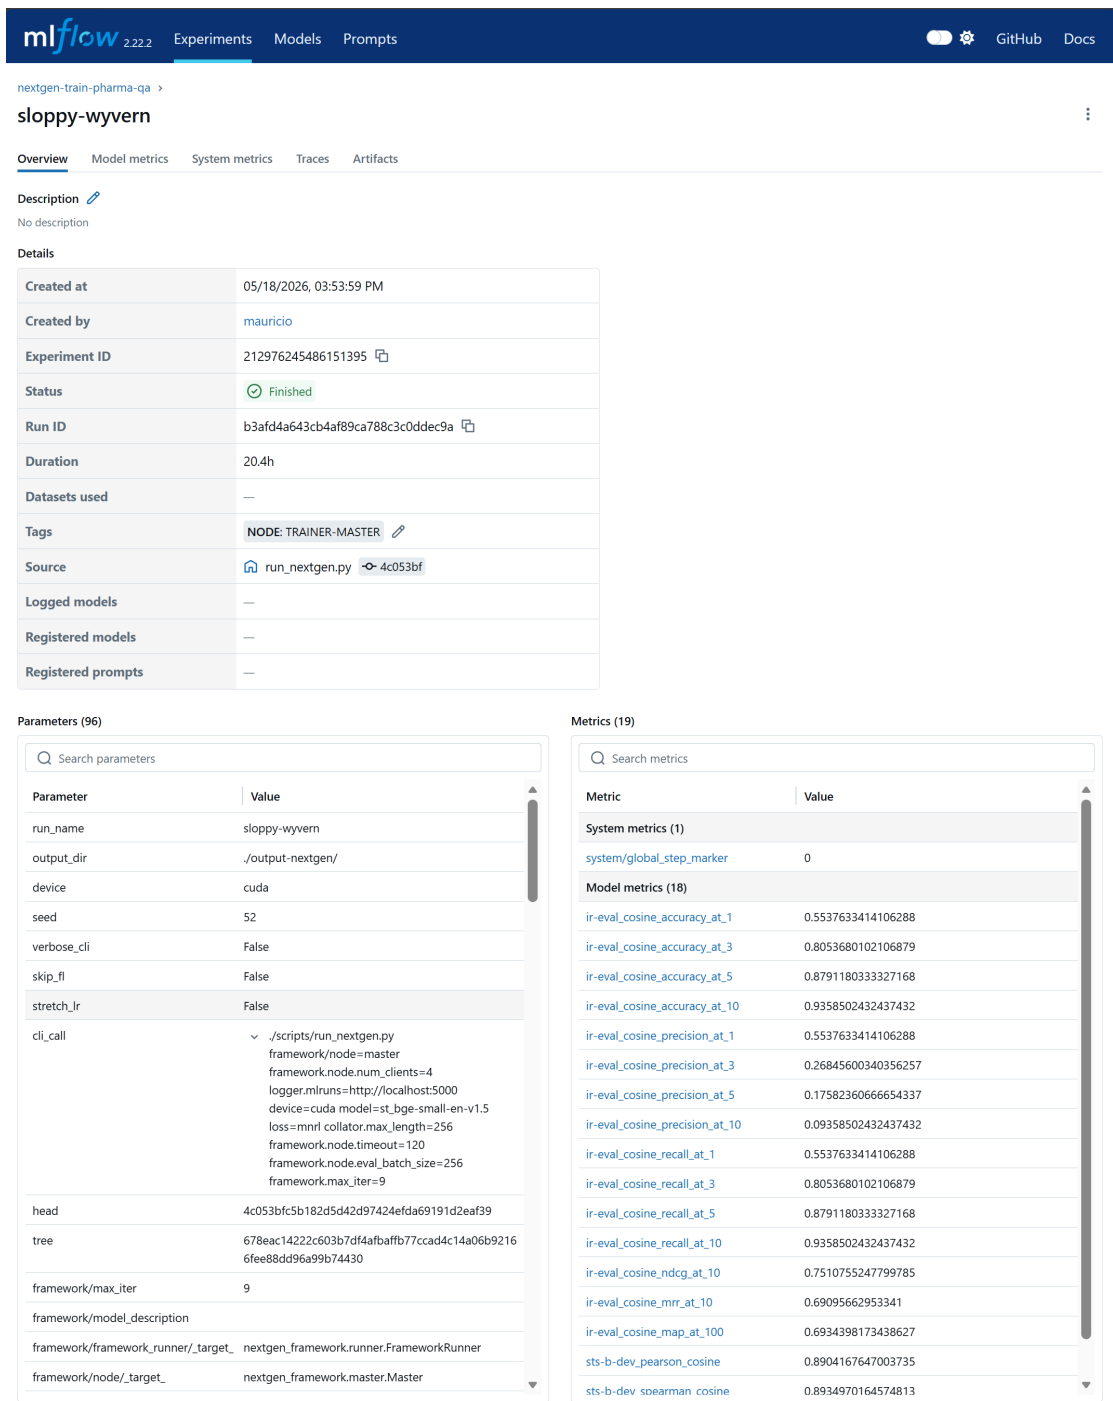 mlflow 2.22.2 Experiments Models Prompts GitHub Docs
nextgen-train-pharma-qa ›
sloppy-wyvern
Overview Model metrics System metrics Traces Artifacts
Description
No description
Details
Created at 05/18/2026, 03:53:59 PM
Created by mauricio
Experiment ID 212976245486151395
Status Finished
Run ID b3afd4a643cb4af89ca788c3c0ddec9a
Duration 20.4h
Datasets used —
Tags NODE: TRAINER-MASTER
Source run_nextgen.py 4c053bf
Logged models —
Registered models —
Registered prompts —
Parameters (96)
Search parameters
Parameter Value
run_name sloppy-wyvern
output_dir ./output-nextgen/
device cuda
seed 52
verbose_cli False
skip_fl False
stretch_lr False
cli_call ./scripts/run_nextgen.py
framework/node=master
framework.node.num_clients=4
logger.mlruns=http://localhost:5000
device=cuda model=st_bge-small-en-v1.5
loss=mnrl collator.max_length=256
framework.node.timeout=120
framework.node.eval_batch_size=256
framework.max_iter=9
head 4c053bfc5b182d5d42d97424efda69191d2eaf39
tree 678eac14222c603b7df4afbaffb77ccad4c14a06b9216
6fee88dd96a99b74430
framework/max_iter 9
framework/model_description
framework/framework_runner/_target_ nextgen_framework.runner.FrameworkRunner
framework/node/_target_ nextgen_framework.master.Master
Metrics (19)
Search metrics
Metric Value
System metrics (1)
system/global_step_marker 0
Model metrics (18)
ir-eval_cosine_accuracy_at_1 0.5537633414106288
ir-eval_cosine_accuracy_at_3 0.8053680102106879
ir-eval_cosine_accuracy_at_5 0.8791180333327168
ir-eval_cosine_accuracy_at_10 0.9358502432437432
ir-eval_cosine_precision_at_1 0.5537633414106288
ir-eval_cosine_precision_at_3 0.26845600340356257
ir-eval_cosine_precision_at_5 0.17582360666654337
ir-eval_cosine_precision_at_10 0.09358502432437432
ir-eval_cosine_recall_at_1 0.5537633414106288
ir-eval_cosine_recall_at_3 0.8053680102106879
ir-eval_cosine_recall_at_5 0.8791180333327168
ir-eval_cosine_recall_at_10 0.9358502432437432
ir-eval_cosine_ndcg_at_10 0.7510755247799785
ir-eval_cosine_mrr_at_10 0.69095662953341
ir-eval_cosine_map_at_100 0.6934398173438627
sts-b-dev_pearson_cosine 0.8904167647003735
sts-b-dev_spearman_cosine 0.8934970164574813